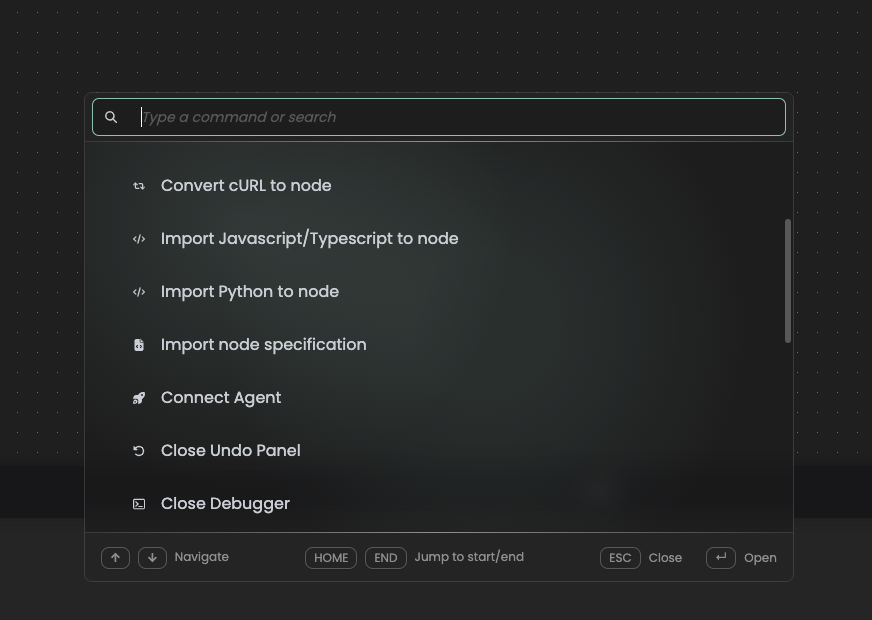 Type a command or search
Convert cURL to node
Import Javascript/Typescript to node
Import Python to node
Import node specification
Connect Agent
Close Undo Panel
Close Debugger
Navigate HOME END Jump to start/end ESC Close Open